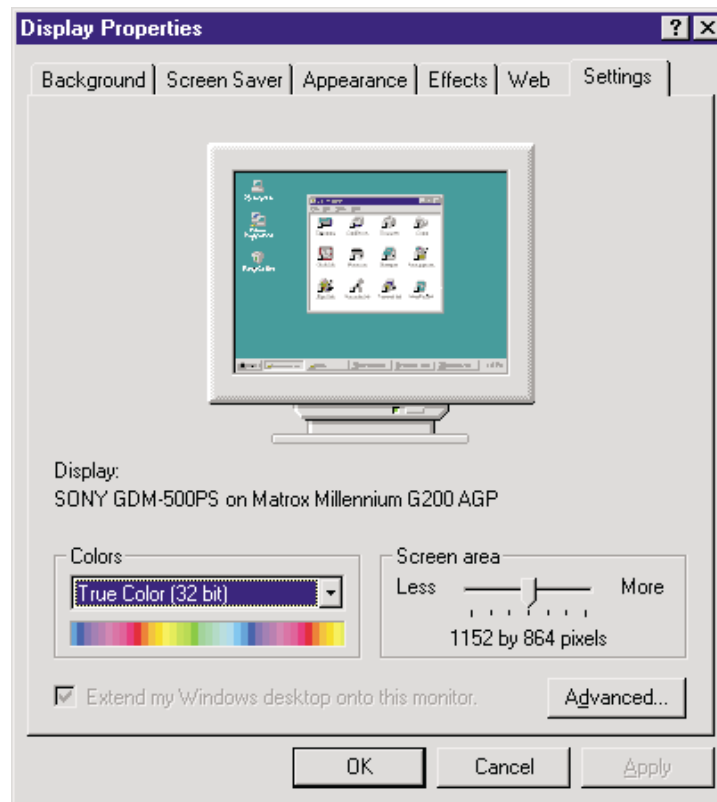 Display Properties
Background Screen Saver Appearance Effects Web Settings
Display:
SONY GDM-500PS on Matrox Millennium G200 AGP
Colors
True Color (32 bit)
Screen area
Less More
1152 by 864 pixels
Extend my Windows desktop onto this monitor.
Advanced...
OK Cancel Apply